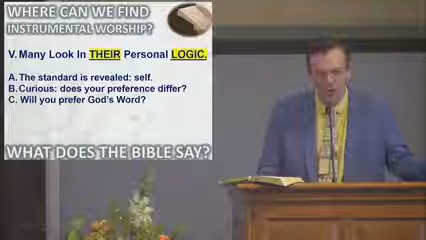 WHERE CAN WE FIND
INSTRUMENTAL WORSHIP?
V. Many Look In THEIR Personal LOGIC.
A. The standard is revealed: self.
B. Curious: does your preference differ?
C. Will you prefer God's Word?
WHAT DOES THE BIBLE SAY?